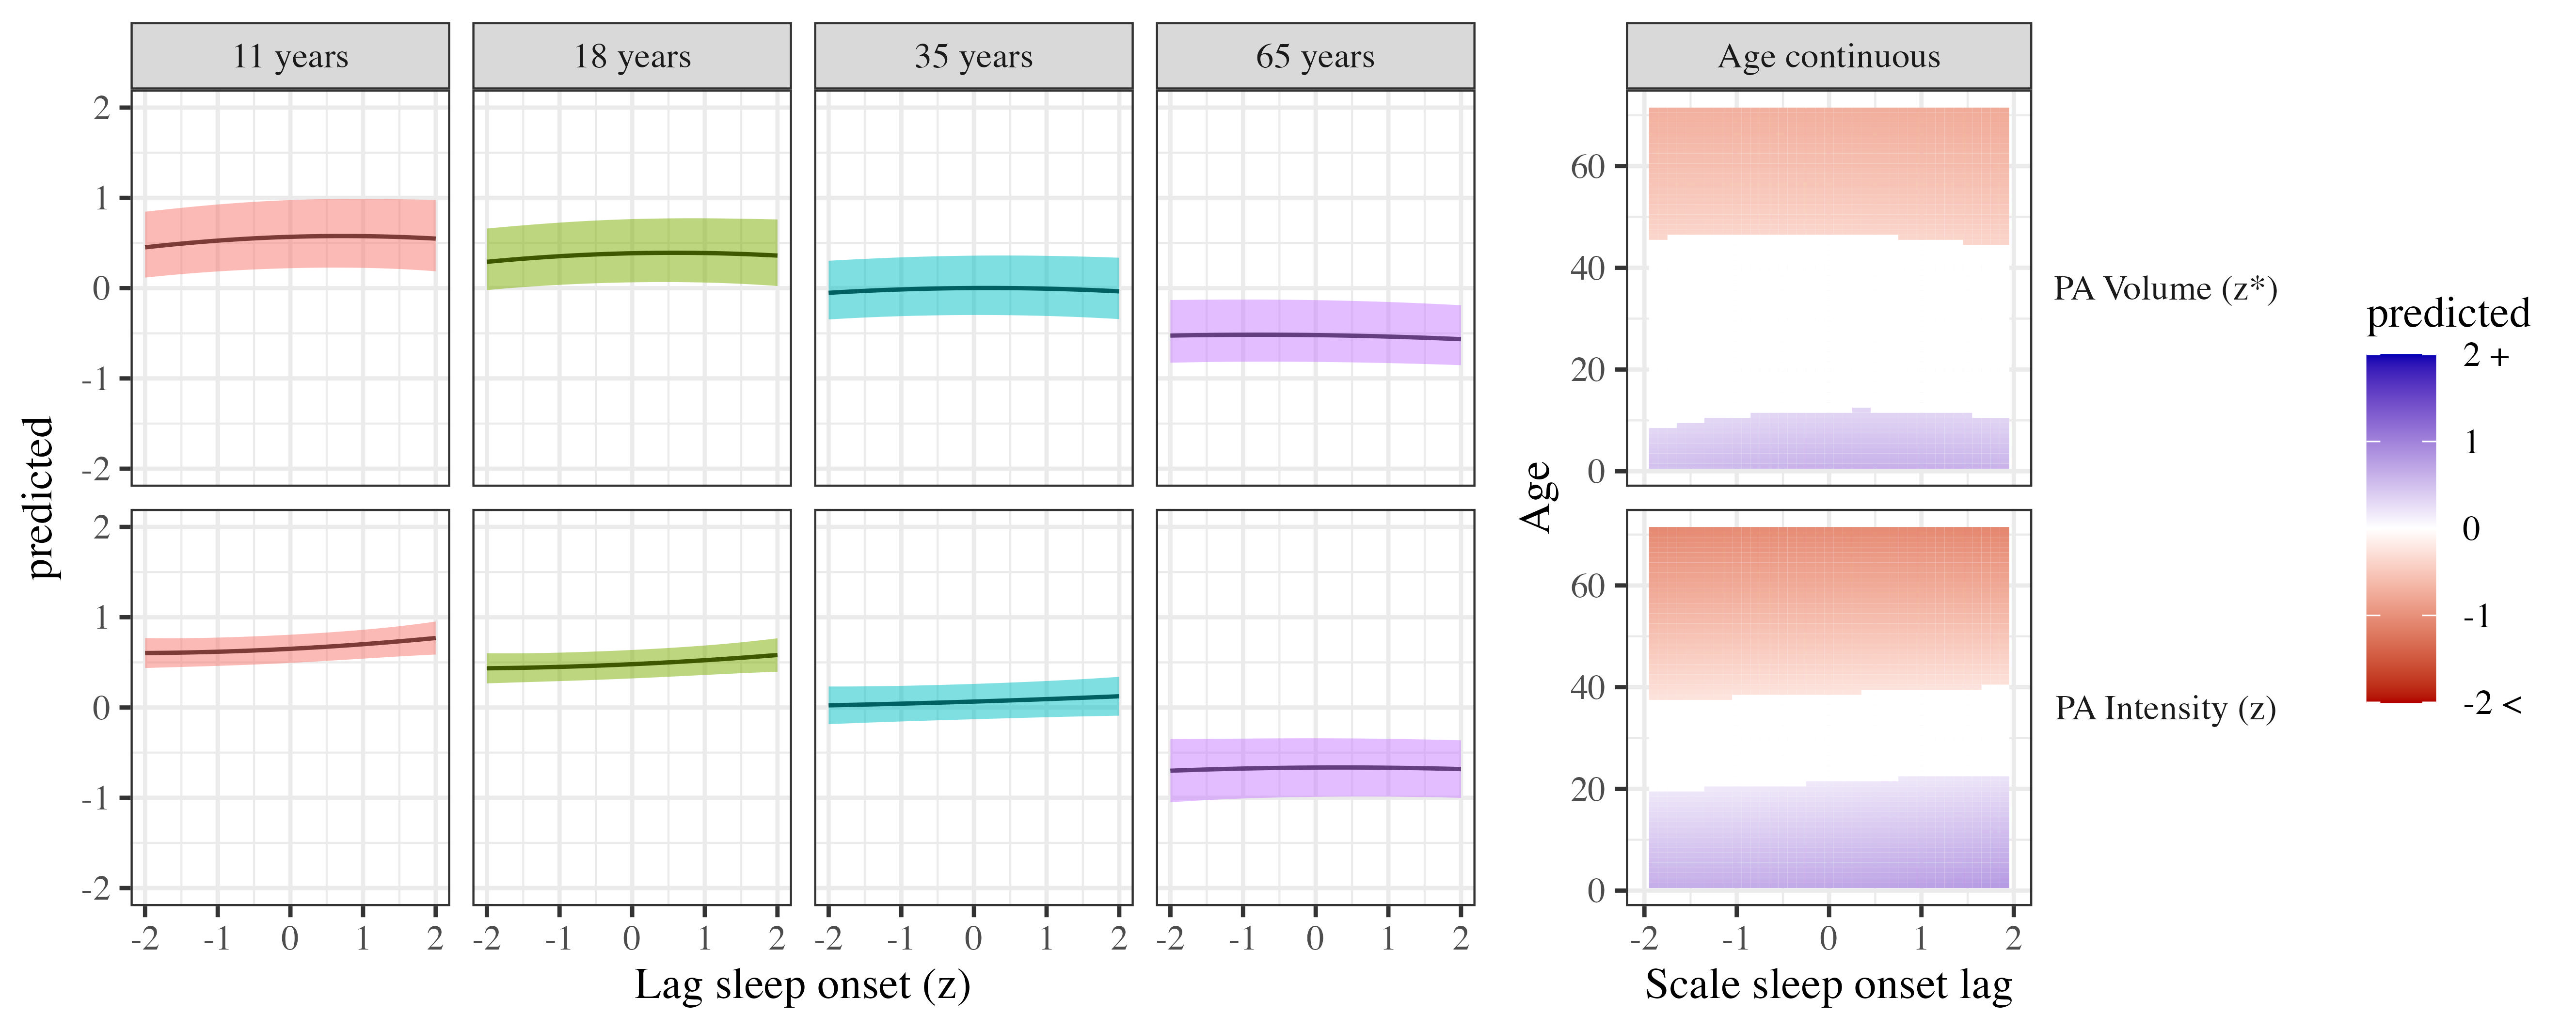 11 years 18 years 35 years 65 years Age continuous
predicted
2
1
0
-1
-2
2
1
0
-1
-2
-2 -1 0 1 2 -2 -1 0 1 2 -2 -1 0 1 2 -2 -1 0 1 2
Lag sleep onset (z)
Age
60
40
20
0
60
40
20
0
-2 -1 0 1 2
Scale sleep onset lag
PA Volume (z*)
PA Intensity (z)
predicted
2 +
1
0
-1
-2 <